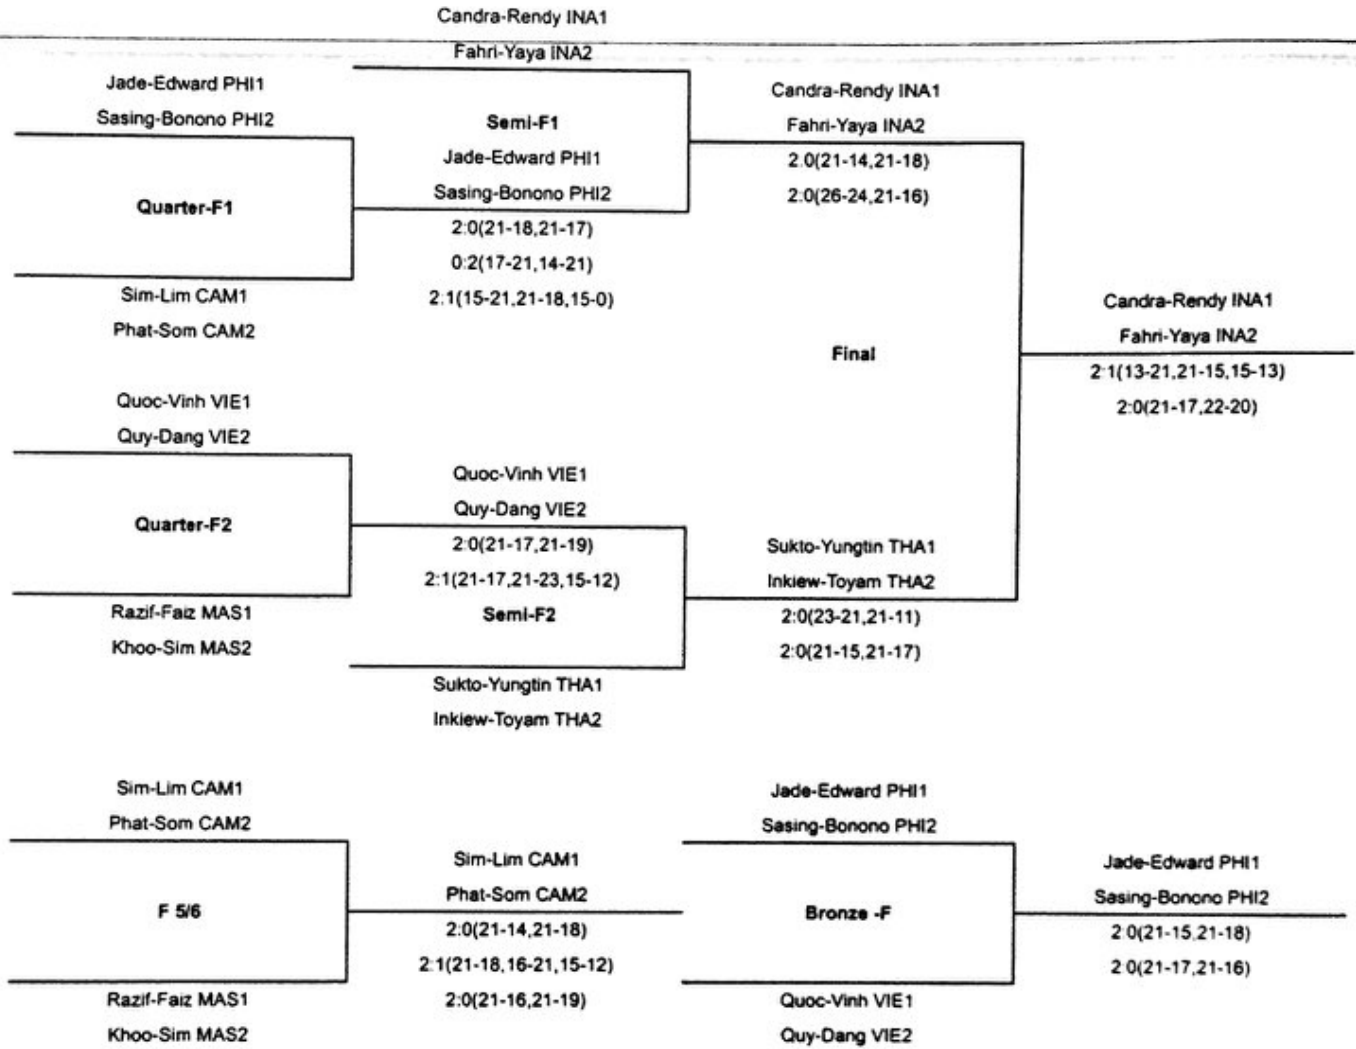 Candra-Rendy INA1
Fahri-Yaya INA2
Jade-Edward PHI1
Sasing-Bonono PHI2
Semi-F1
Candra-Rendy INA1
Fahri-Yaya INA2
Jade-Edward PHI1
Sasing-Bonono PHI2
2:0(21-14,21-18)
2:0(26-24,21-16)
Quarter-F1
2:0(21-18,21-17)
0:2(17-21,14-21)
2:1(15-21,21-18,15-0)
Sim-Lim CAM1
Phat-Som CAM2
Candra-Rendy INA1
Fahri-Yaya INA2
Final
2:1(13-21,21-15,15-13)
2:0(21-17,22-20)
Quoc-Vinh VIE1
Quy-Dang VIE2
Quoc-Vinh VIE1
Quy-Dang VIE2
Quarter-F2
2:0(21-17,21-19)
2:1(21-17,21-23,15-12)
Semi-F2
Sukto-Yungtin THA1
Inkiew-Toyam THA2
2:0(23-21,21-11)
2:0(21-15,21-17)
Razif-Faiz MAS1
Khoo-Sim MAS2
Sukto-Yungtin THA1
Inkiew-Toyam THA2
Sim-Lim CAM1
Phat-Som CAM2
Jade-Edward PHI1
Sasing-Bonono PHI2
Sim-Lim CAM1
Phat-Som CAM2
Jade-Edward PHI1
Sasing-Bonono PHI2
F 5/6
Bronze -F
2:0(21-14,21-18)
2:1(21-18,16-21,15-12)
2:0(21-16,21-19)
2:0(21-15,21-18)
2:0(21-17,21-16)
Razif-Faiz MAS1
Khoo-Sim MAS2
Quoc-Vinh VIE1
Quy-Dang VIE2